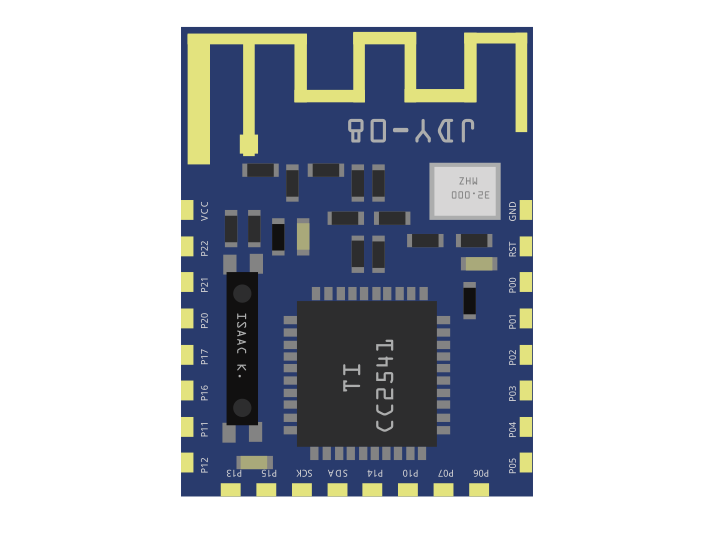 JDY-08
32.000
MHZ
VCC
P22
P21
P20
P17
P16
P11
P12
GND
RST
P00
P01
P02
P03
P04
P05
ISAAC K.
TI
CC2541
P13
P15
SCK
SDA
P14
P10
P07
P06